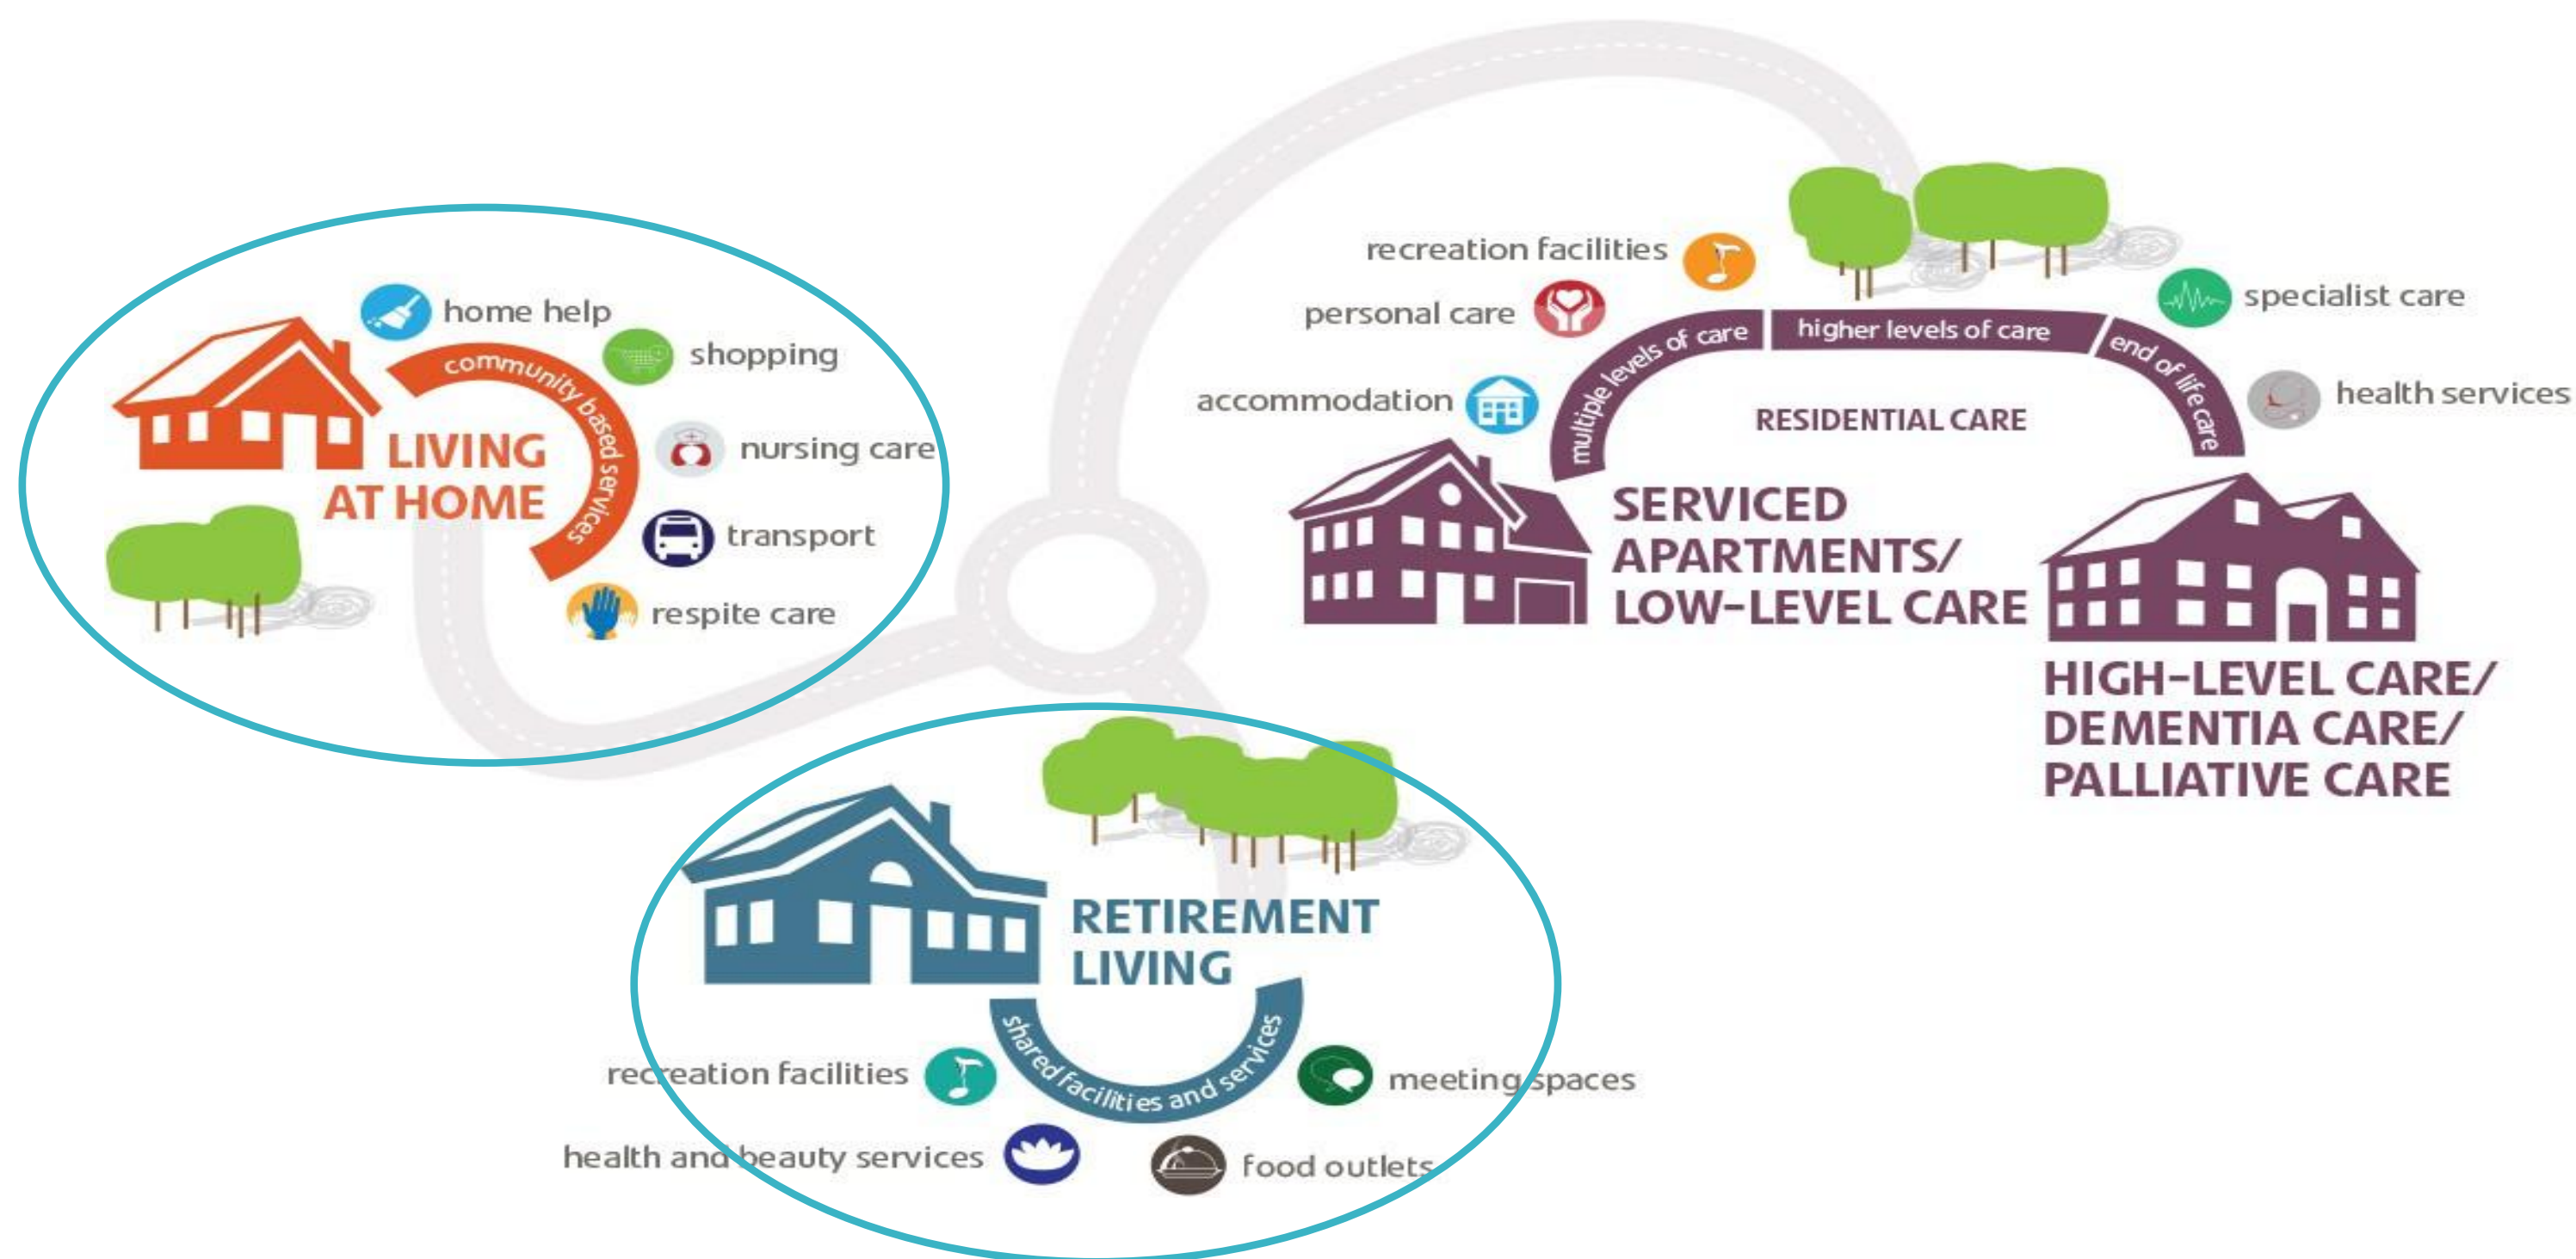 home help
shopping
community based services
LIVING
AT HOME
nursing care
transport
respite care
recreation facilities
personal care
accommodation
multiple levels of care
higher levels of care
end of life care
specialist care
health services
RESIDENTIAL CARE
SERVICED
APARTMENTS/
LOW-LEVEL CARE
HIGH-LEVEL CARE/
DEMENTIA CARE/
PALLIATIVE CARE
RETIREMENT
LIVING
shared facilities and services
recreation facilities
meeting spaces
health and beauty services
food outlets